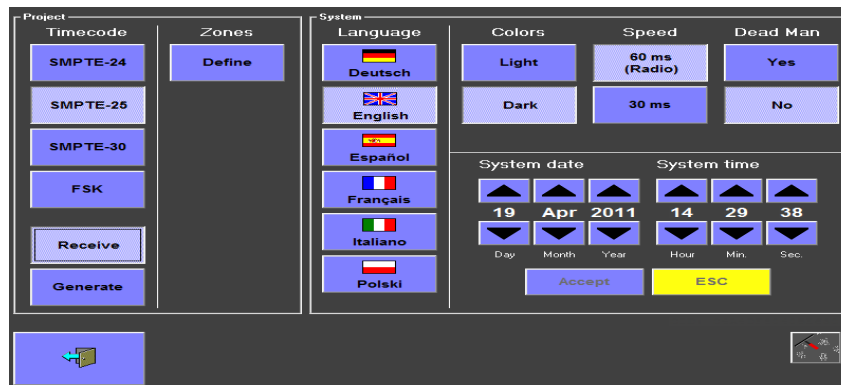 Project
Timecode
SMPTE-24
SMPTE-25
SMPTE-30
FSK
Receive
Generate
Zones
Define
System
Language
Deutsch
English
Español
Français
Italiano
Polski
Colors
Light
Dark
Speed
60 ms
(Radio)
30 ms
Dead Man
Yes
No
System date
19 Apr 2011
Day Month Year
System time
14 29 38
Hour Min. Sec.
Accept
ESC